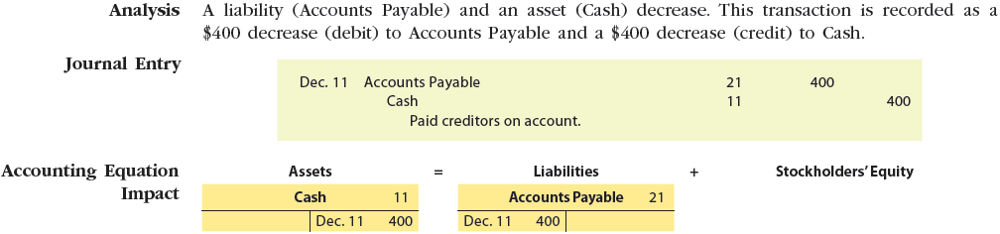 Analysis A liability (Accounts Payable) and an asset (Cash) decrease. This transaction is recorded as a
$400 decrease (debit) to Accounts Payable and a $400 decrease (credit) to Cash.
Journal Entry
Dec. 11 Accounts Payable 21 400
Cash 11 400
Paid creditors on account.
Accounting Equation Assets = Liabilities + Stockholders’ Equity
Impact Cash 11 Accounts Payable 21
Dec. 11 400 Dec. 11 400